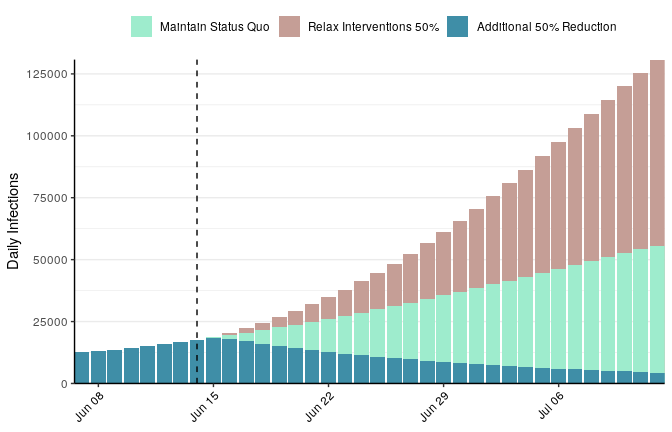 Maintain Status Quo Relax Interventions 50% Additional 50% Reduction
Daily Infections
125000
100000
75000
50000
25000
0
Jun 08 Jun 15 Jun 22 Jun 29 Jul 06